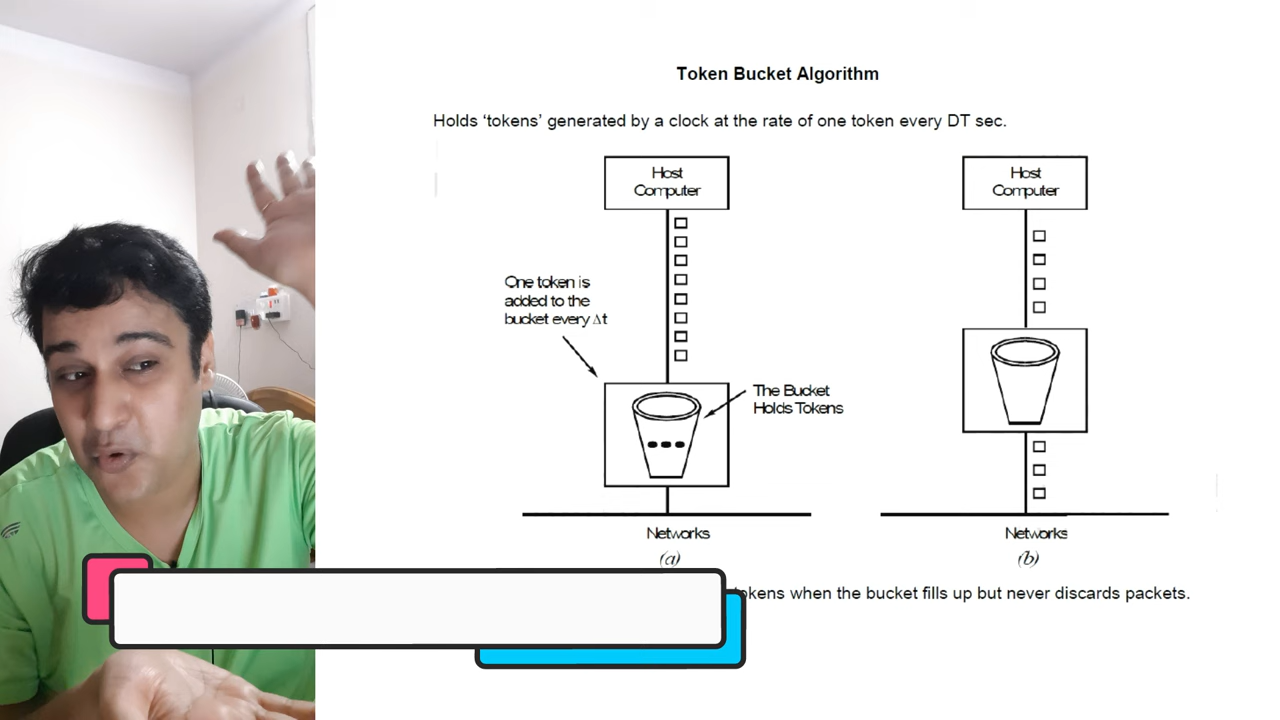 Token Bucket Algorithm
Holds ‘tokens’ generated by a clock at the rate of one token every DT sec.
Host
Computer
One token is
added to the
bucket every Δt
The Bucket
Holds Tokens
Networks
(a)
Host
Computer
Networks
(b)
tokens when the bucket fills up but never discards packets.